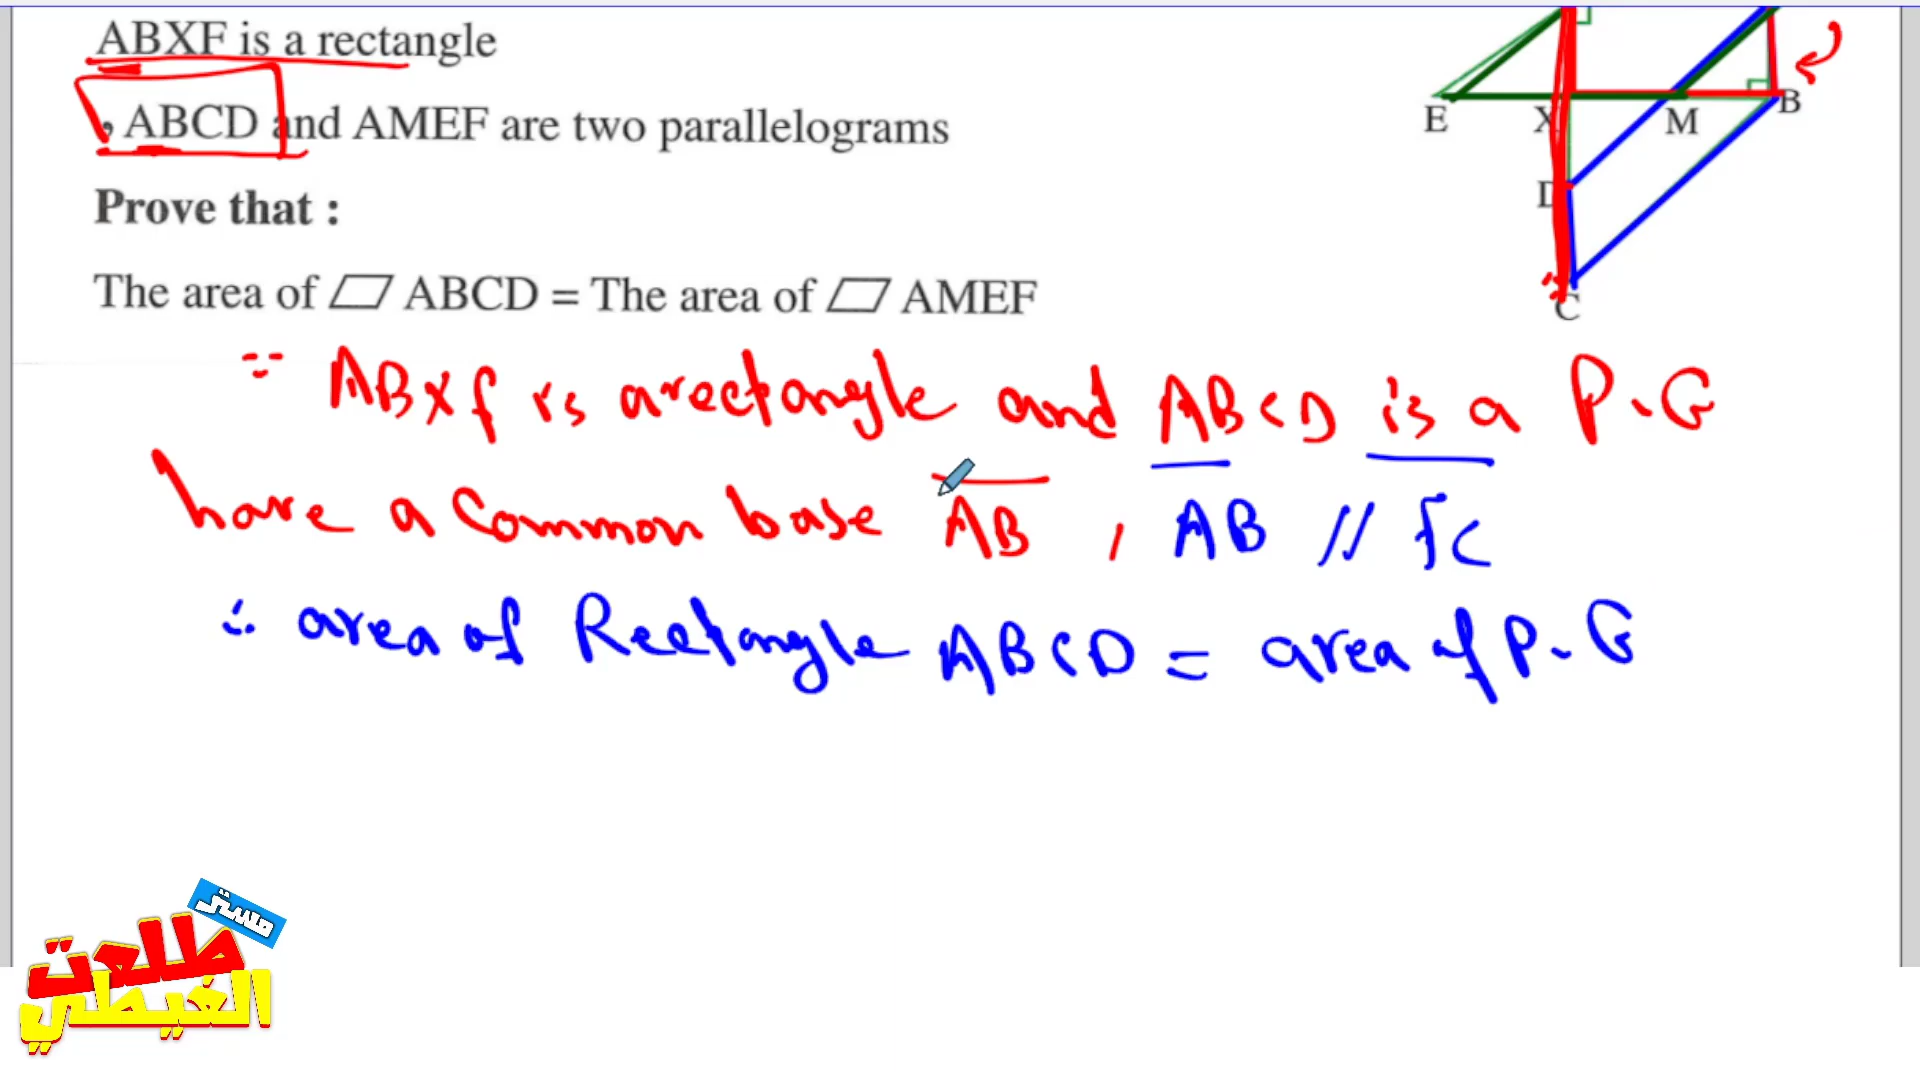 ABXF is a rectangle
, ABCD and AMEF are two parallelograms
Prove that :
The area of ▱ ABCD = The area of ▱ AMEF
E X M B
D
C
∵ ABXf is a rectangle and ABCD is a P.G
have a common base AB , AB // fC
∴ area of Rectangle ABCD = area of P.G
مستر
طلعت
الغيطي